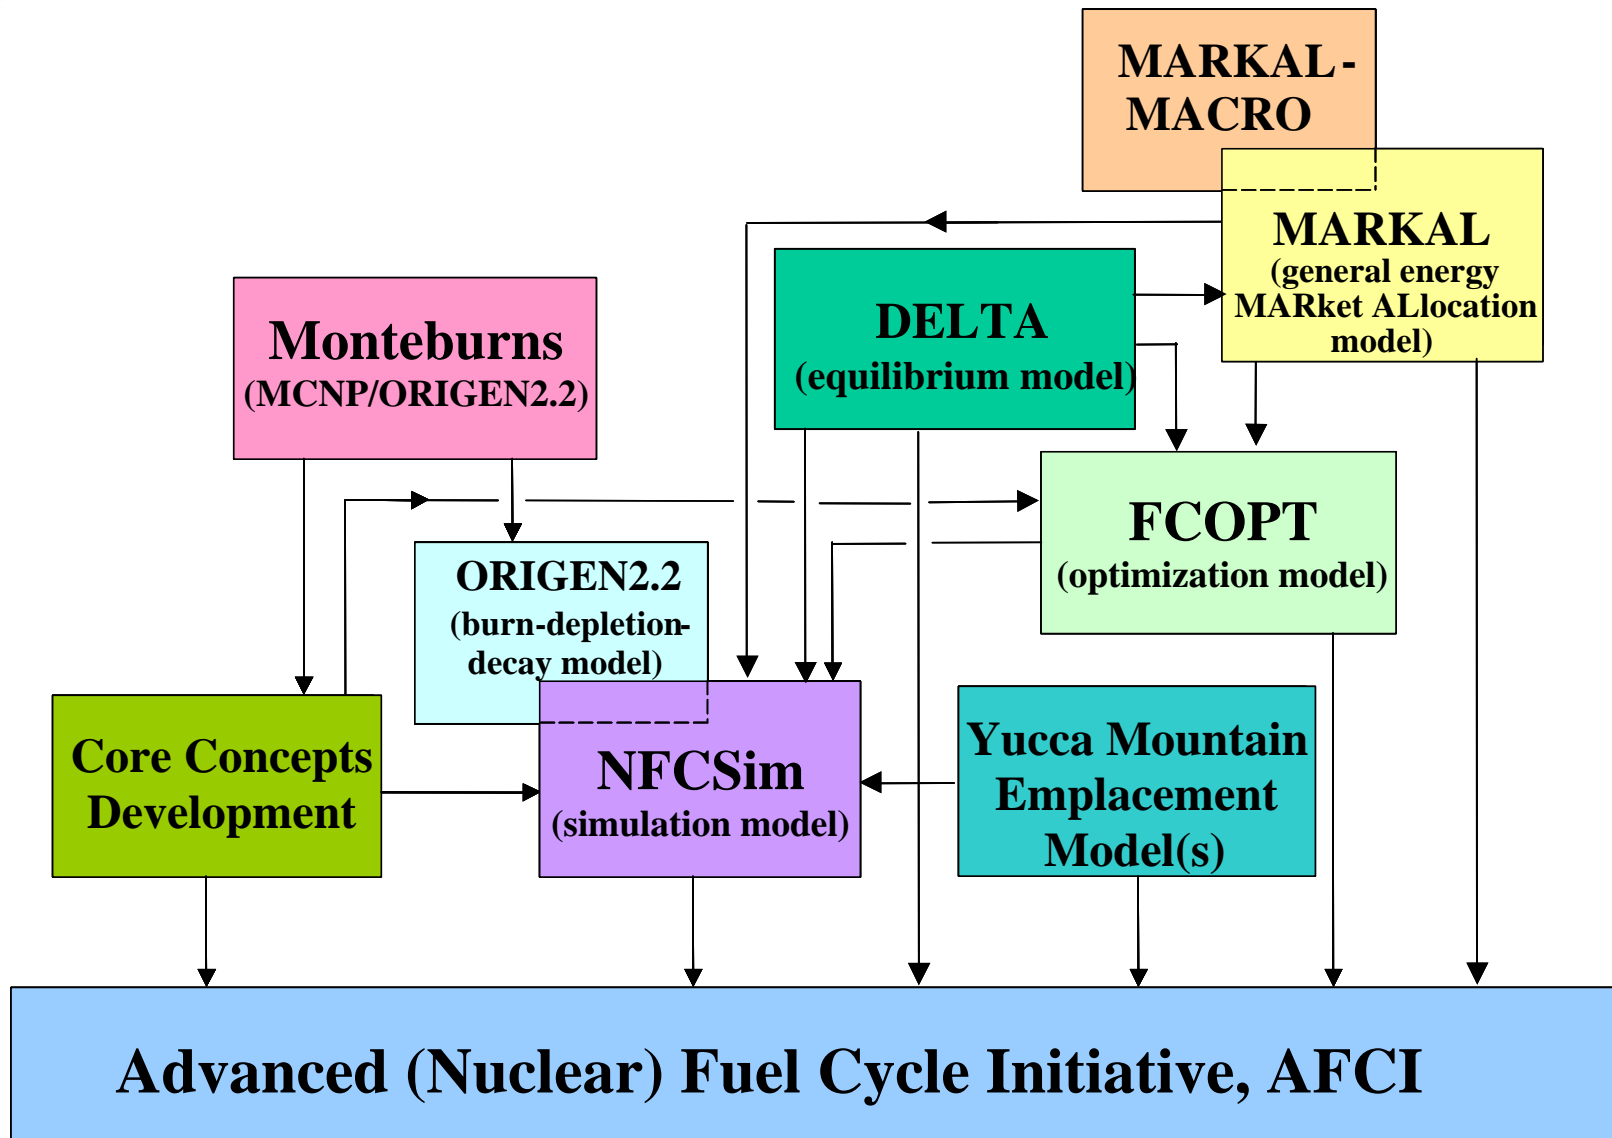 MARKAL-
MACRO
MARKAL
(general energy
MARket ALlocation
model)
DELTA
(equilibrium model)
Monteburns
(MCNP/ORIGEN2.2)
FCOPT
(optimization model)
ORIGEN2.2
(burn-depletion-
decay model)
Core Concepts
Development
NFCSim
(simulation model)
Yucca Mountain
Emplacement
Model(s)
Advanced (Nuclear) Fuel Cycle Initiative, AFCI